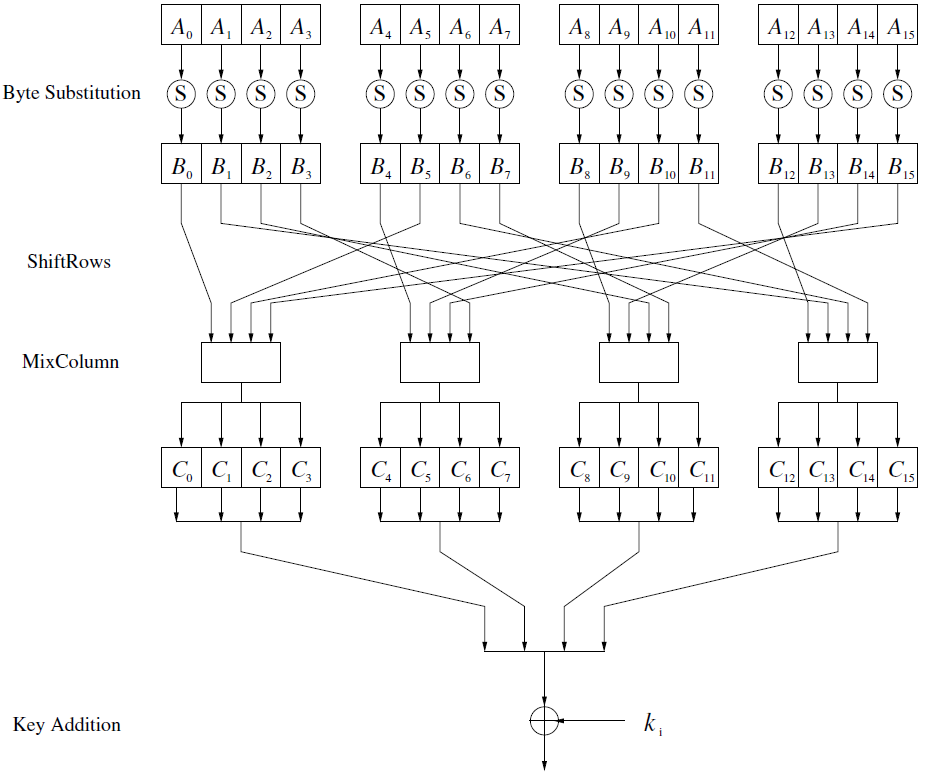 A₀ A₁ A₂ A₃ A₄ A₅ A₆ A₇ A₈ A₉ A₁₀ A₁₁ A₁₂ A₁₃ A₁₄ A₁₅
Byte Substitution S S S S S S S S S S S S S S S S
B₀ B₁ B₂ B₃ B₄ B₅ B₆ B₇ B₈ B₉ B₁₀ B₁₁ B₁₂ B₁₃ B₁₄ B₁₅
ShiftRows
MixColumn
C₀ C₁ C₂ C₃ C₄ C₅ C₆ C₇ C₈ C₉ C₁₀ C₁₁ C₁₂ C₁₃ C₁₄ C₁₅
Key Addition kᵢ